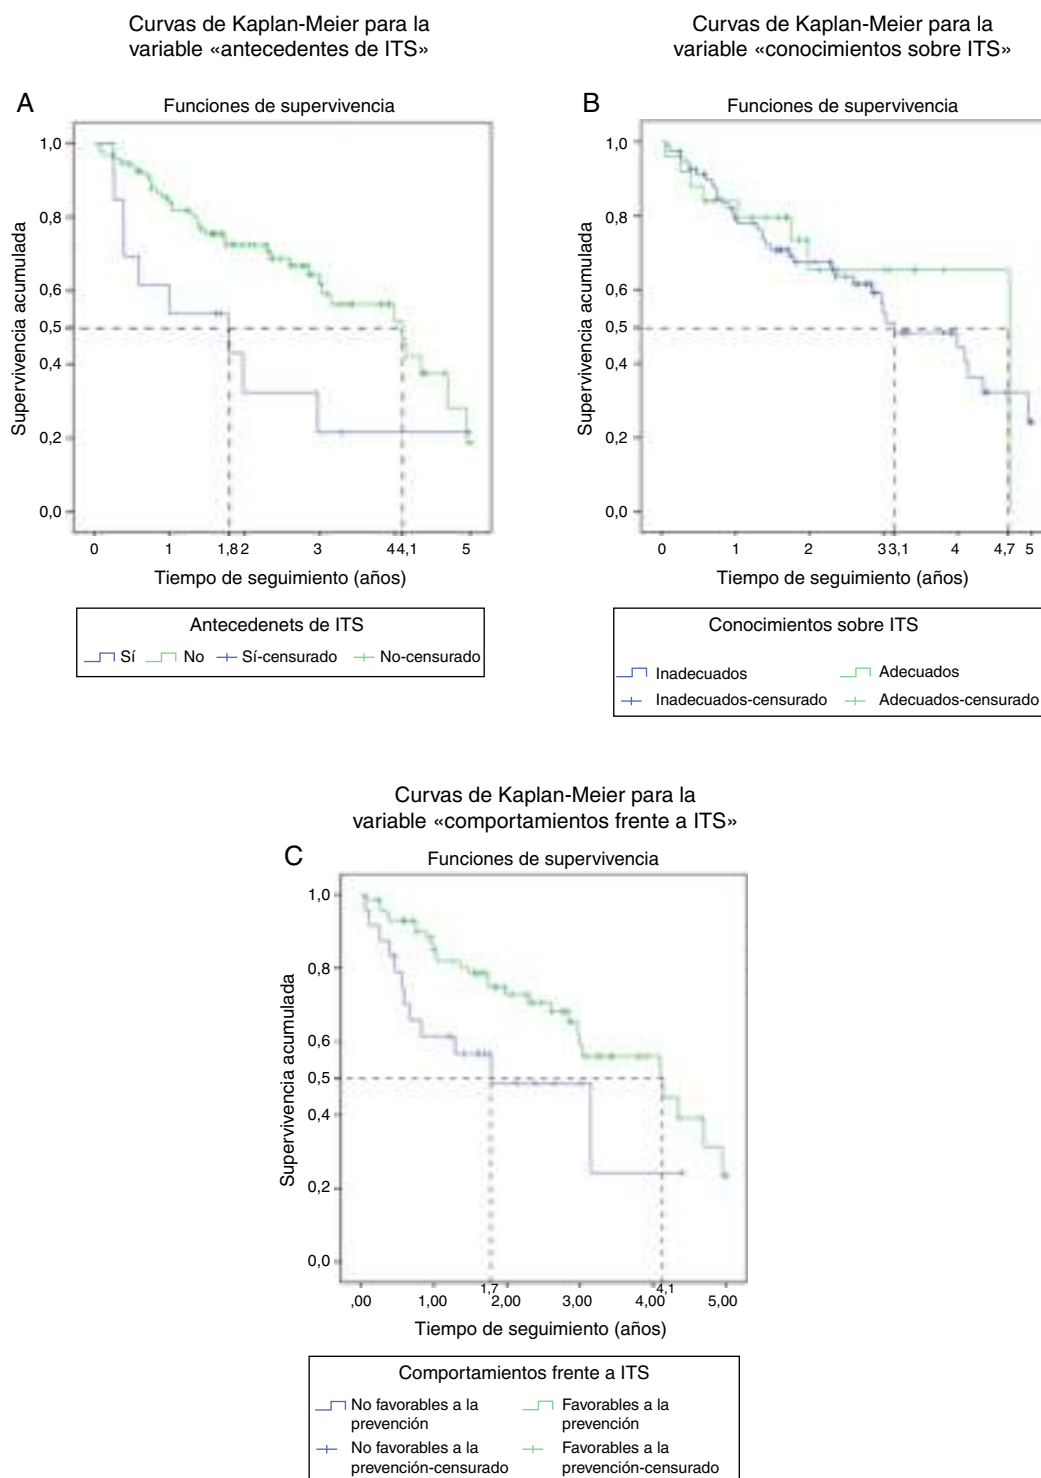 Curvas de Kaplan-Meier para la
variable «antecedentes de ITS»
A
Funciones de supervivencia
1,0
0,8
0,6
0,5
0,4
0,2
0,0
Supervivencia acumulada
0 1 1,8 2 3 4 4,1 5
Tiempo de seguimiento (años)
Antecedenets de ITS
Sí No Sí-censurado No-censurado
Curvas de Kaplan-Meier para la
variable «conocimientos sobre ITS»
B
Funciones de supervivencia
1,0
0,8
0,6
0,5
0,4
0,2
0,0
Supervivencia acumulada
0 1 2 3 3,1 4 4,7 5
Tiempo de seguimiento (años)
Conocimientos sobre ITS
Inadecuados Adecuados
Inadecuados-censurado Adecuados-censurado
Curvas de Kaplan-Meier para la
variable «comportamientos frente a ITS»
C
Funciones de supervivencia
1,0
0,8
0,6
0,5
0,4
0,2
0,0
Supervivencia acumulada
1,7 4,1
,00 1,00 2,00 3,00 4,00 5,00
Tiempo de seguimiento (años)
Comportamientos frente a ITS
No favorables a la Favorables a la
prevención prevención
No favorables a la Favorables a la
prevención-censurado prevención-censurado